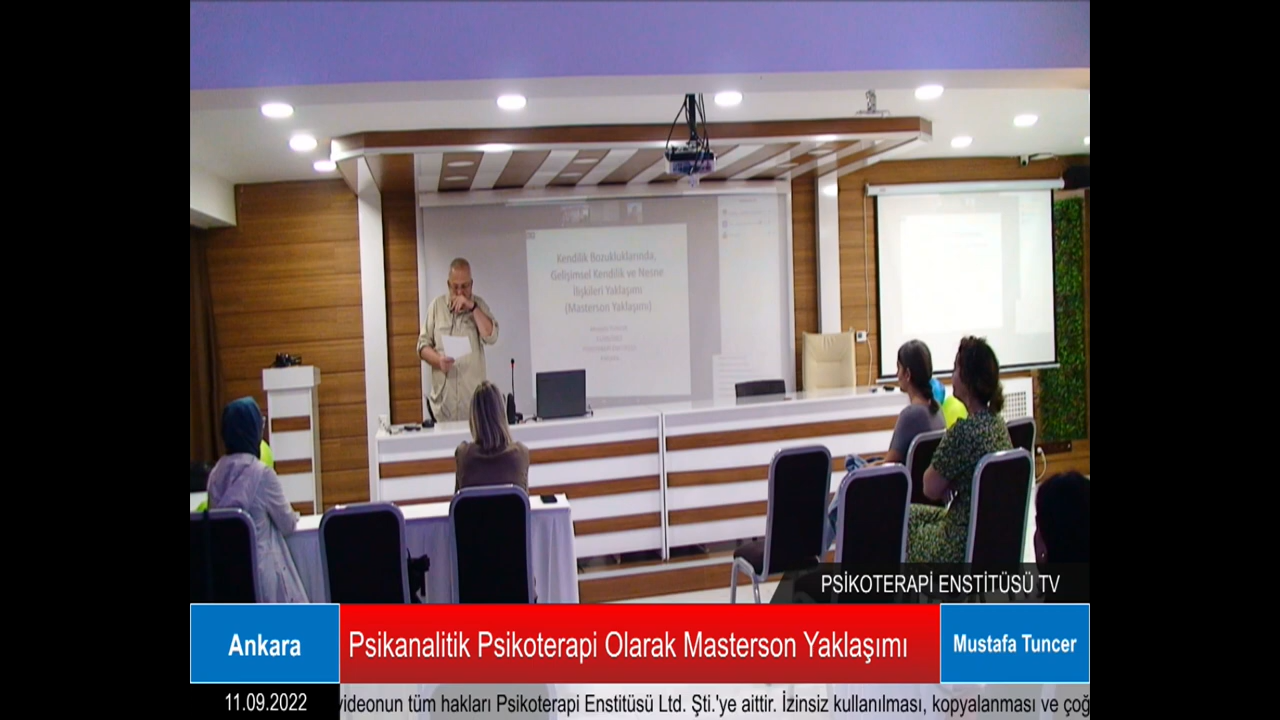 Kendilik Bozukluklarında,
Gelişimsel Kendilik ve Nesne
İlişkileri Yaklaşımı
(Masterson Yaklaşımı)
PSİKOTERAPİ ENSTİTÜSÜ TV
Ankara
Psikanalitik Psikoterapi Olarak Masterson Yaklaşımı
Mustafa Tuncer
11.09.2022
videonun tüm hakları Psikoterapi Enstitüsü Ltd. Şti.'ye aittir. İzinsiz kullanılması, kopyalanması ve çoğ